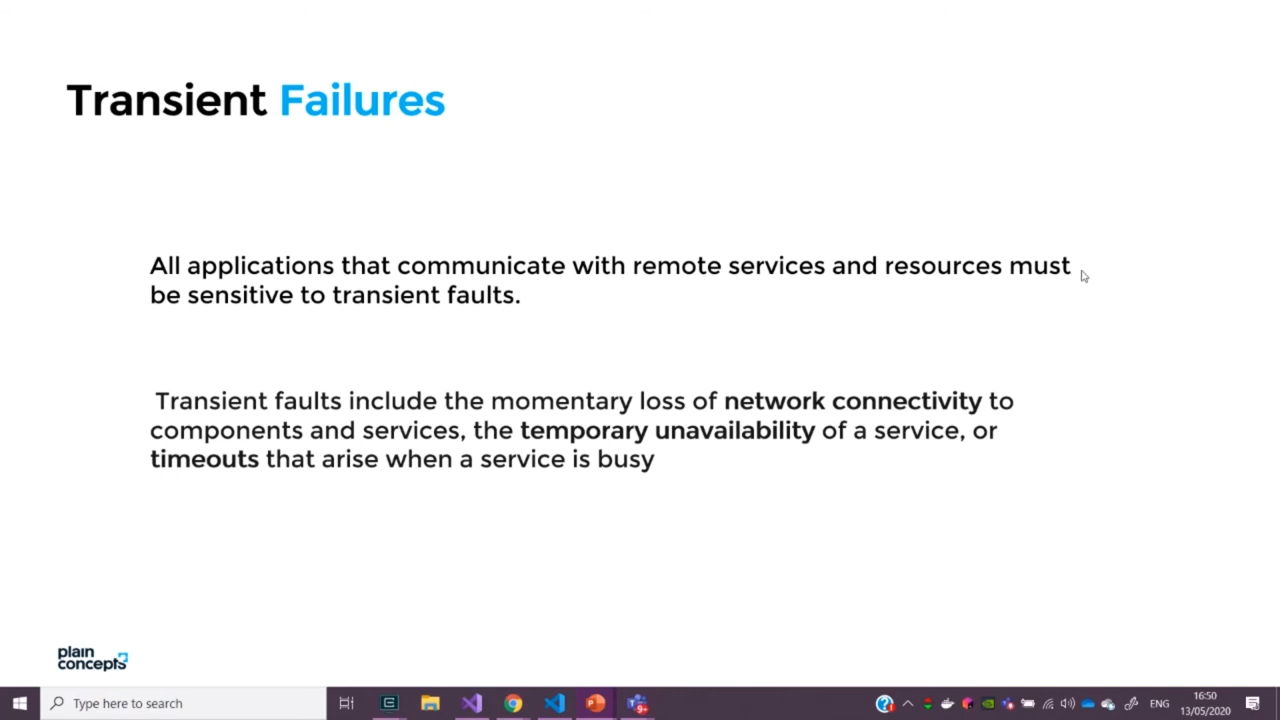 Transient Failures
All applications that communicate with remote services and resources must
be sensitive to transient faults.
Transient faults include the momentary loss of network connectivity to
components and services, the temporary unavailability of a service, or
timeouts that arise when a service is busy
plain
concepts
Type here to search
9+
ENG
16:50
13/05/2020